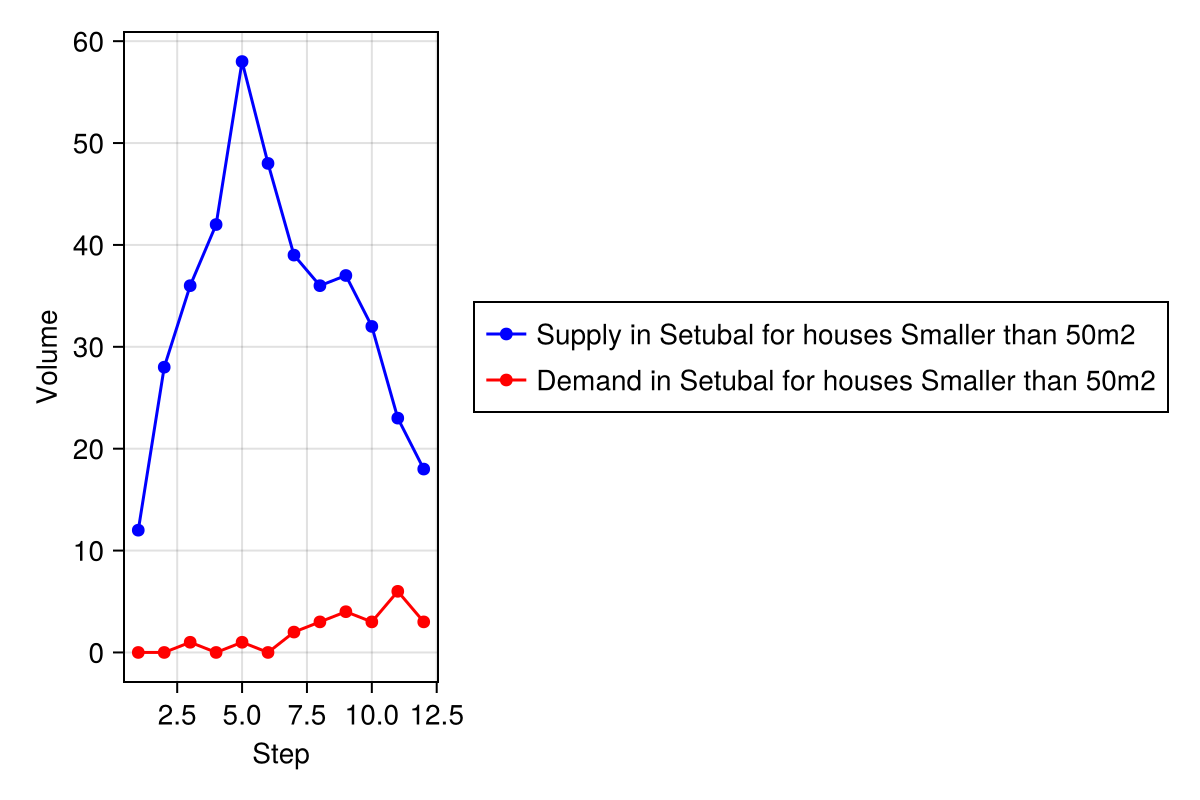 60
50
40
30
20
10
0
Volume
2.5 5.0 7.5 10.0 12.5
Step
Supply in Setubal for houses Smaller than 50m2
Demand in Setubal for houses Smaller than 50m2